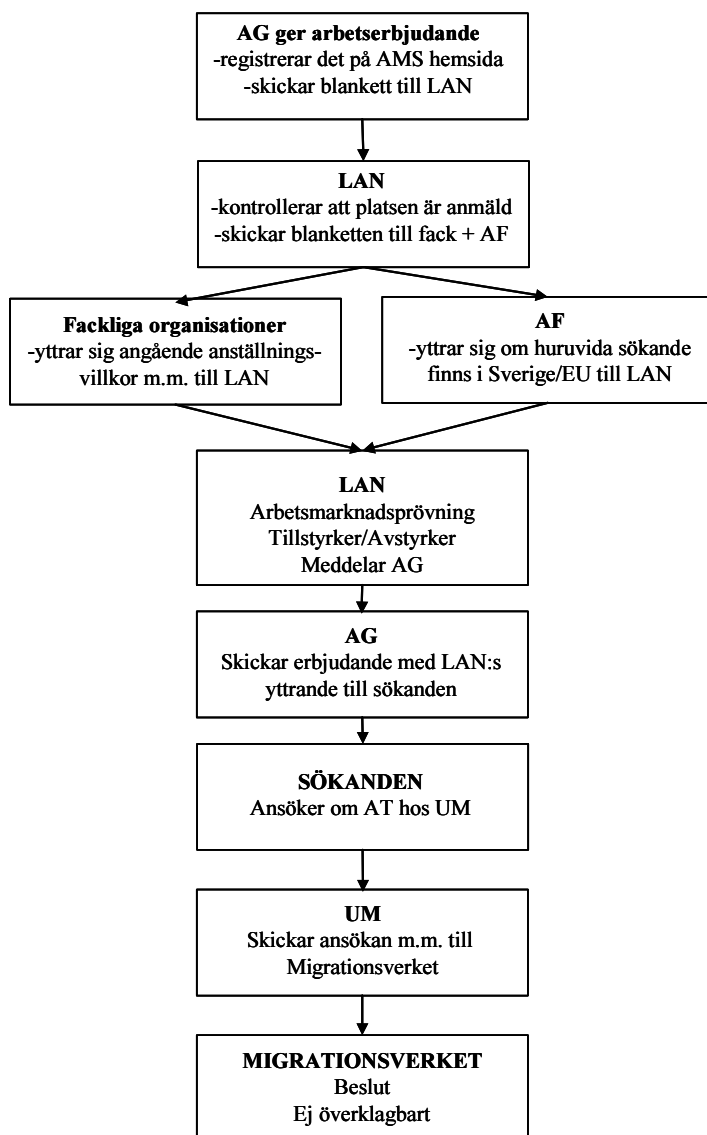 AG ger arbetserbjudande
-registrerar det på AMS hemsida
-skickar blankett till LAN
LAN
-kontrollerar att platsen är anmäld
-skickar blanketten till fack + AF
Fackliga organisationer
-yttrar sig angående anställnings-
villkor m.m. till LAN
AF
-yttrar sig om huruvida sökande
finns i Sverige/EU till LAN
LAN
Arbetsmarknadsprövning
Tillstyrker/Avstyrker
Meddelar AG
AG
Skickar erbjudande med LAN:s
yttrande till sökanden
SÖKANDEN
Ansöker om AT hos UM
UM
Skickar ansökan m.m. till
Migrationsverket
MIGRATIONSVERKET
Beslut
Ej överklagbart